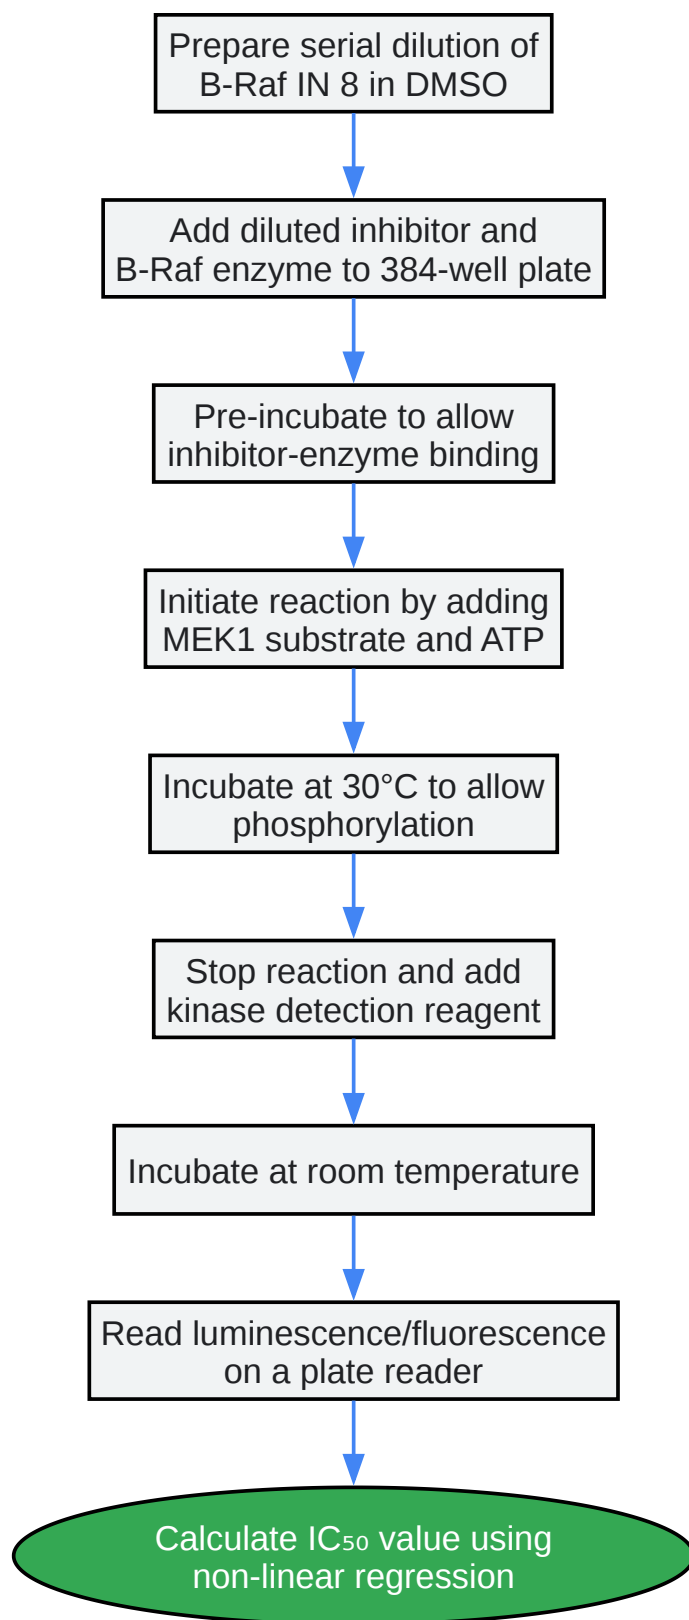 Prepare serial dilution of
B-Raf IN 8 in DMSO
Add diluted inhibitor and
B-Raf enzyme to 384-well plate
Pre-incubate to allow
inhibitor-enzyme binding
Initiate reaction by adding
MEK1 substrate and ATP
Incubate at 30°C to allow
phosphorylation
Stop reaction and add
kinase detection reagent
Incubate at room temperature
Read luminescence/fluorescence
on a plate reader
Calculate IC₅₀ value using
non-linear regression